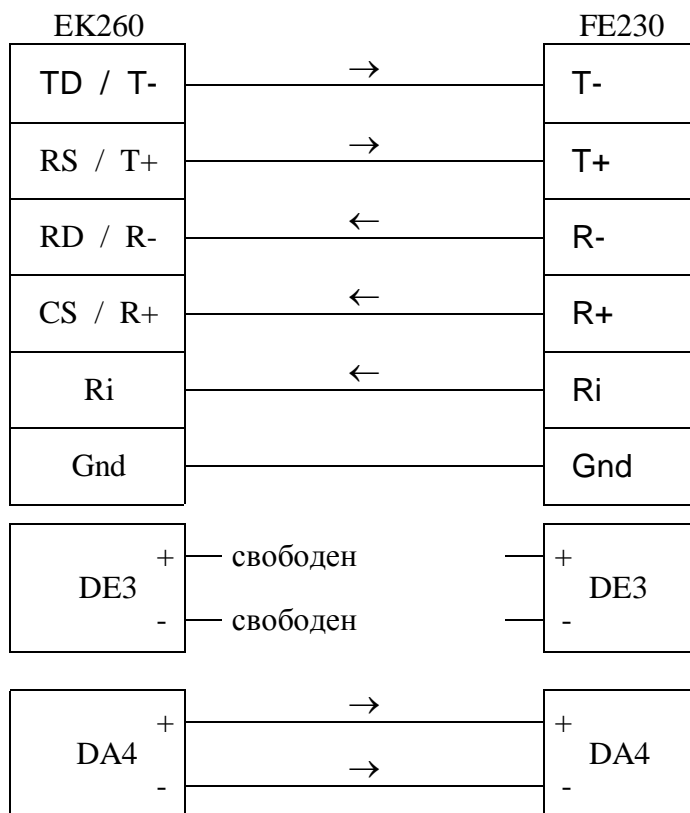 EK260 FE230
TD / T- → T-
RS / T+ → T+
RD / R- ← R-
CS / R+ ← R+
Ri ← Ri
Gnd Gnd
+ свободен +
DE3 DE3
- свободен -
+ → +
DA4 DA4
- → -